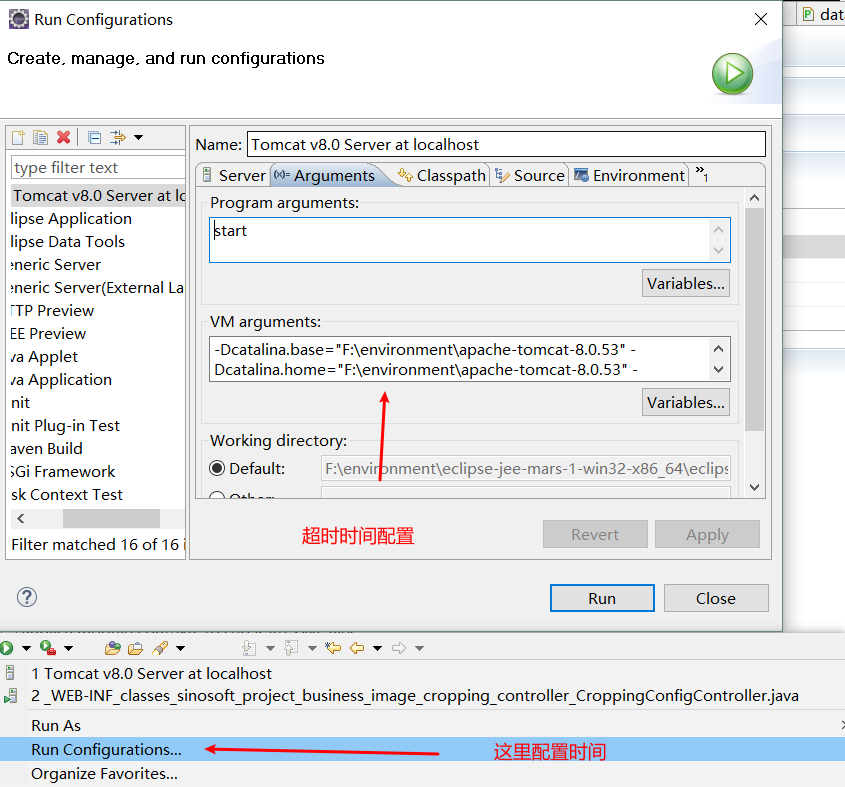 Run Configurations
dat
Create, manage, and run configurations
type filter text
Tomcat v8.0 Server at lo
lipse Application
lipse Data Tools
eneric Server
eneric Server(External La
TTP Preview
EE Preview
va Applet
va Application
nit
nit Plug-in Test
aven Build
SGi Framework
sk Context Test
Filter matched 16 of 16 i
Name: Tomcat v8.0 Server at localhost
Server (x)= Arguments Classpath Source Environment »1
Program arguments:
start
Variables...
VM arguments:
-Dcatalina.base="F:\environment\apache-tomcat-8.0.53" -
Dcatalina.home="F:\environment\apache-tomcat-8.0.53" -
Variables...
Working directory:
Default: F:\environment\eclipse-jee-mars-1-win32-x86_64\eclips
Other:
超时时间配置
Revert Apply
Run Close
1 Tomcat v8.0 Server at localhost
2 _WEB-INF_classes_sinosoft_project_business_image_cropping_controller_CroppingConfigController.java
Run As
Run Configurations... 这里配置时间
Organize Favorites...